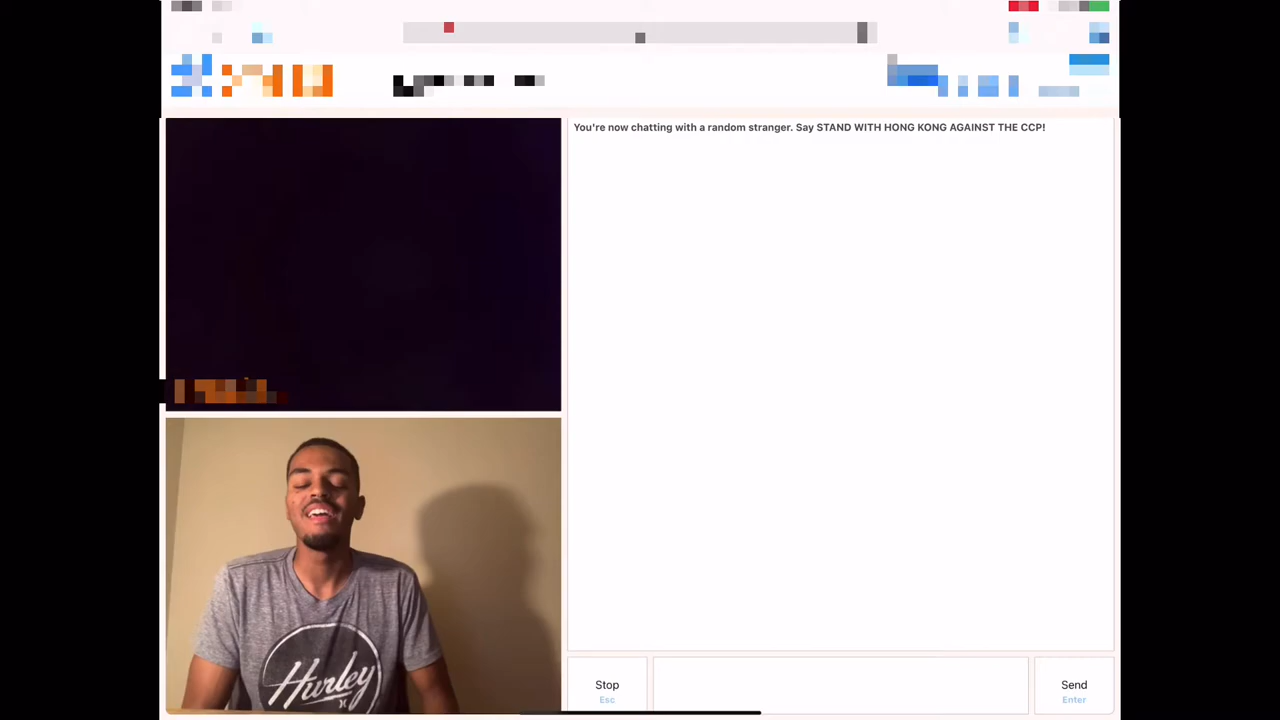 You're now chatting with a random stranger. Say STAND WITH HONG KONG AGAINST THE CCP!
Hurley
Stop
Esc
Send
Enter